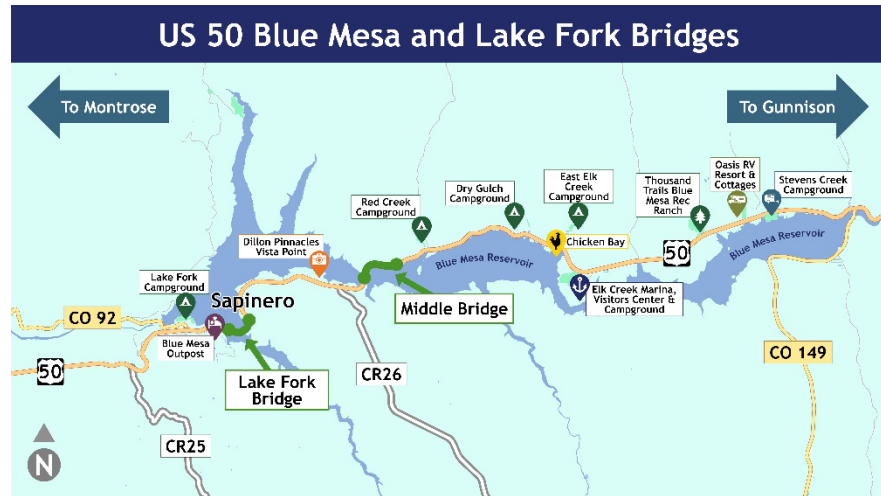 US 50 Blue Mesa and Lake Fork Bridges
To Montrose
To Gunnison
Oasis RV
Resort &
Cottages
Thousand
Trails Blue
Mesa Rec
Ranch
Stevens Creek
Campground
East Elk
Creek
Campground
Dry Gulch
Campground
Red Creek
Campground
Chicken Bay
Dillon Pinnacles
Vista Point
Blue Mesa Reservoir
50
Blue Mesa Reservoir
Lake Fork
Campground
Sapinero
Elk Creek Marina,
Visitors Center &
Campground
Middle Bridge
CO 92
Blue Mesa
Outpost
CO 149
50
Lake Fork
Bridge
CR26
CR25
N